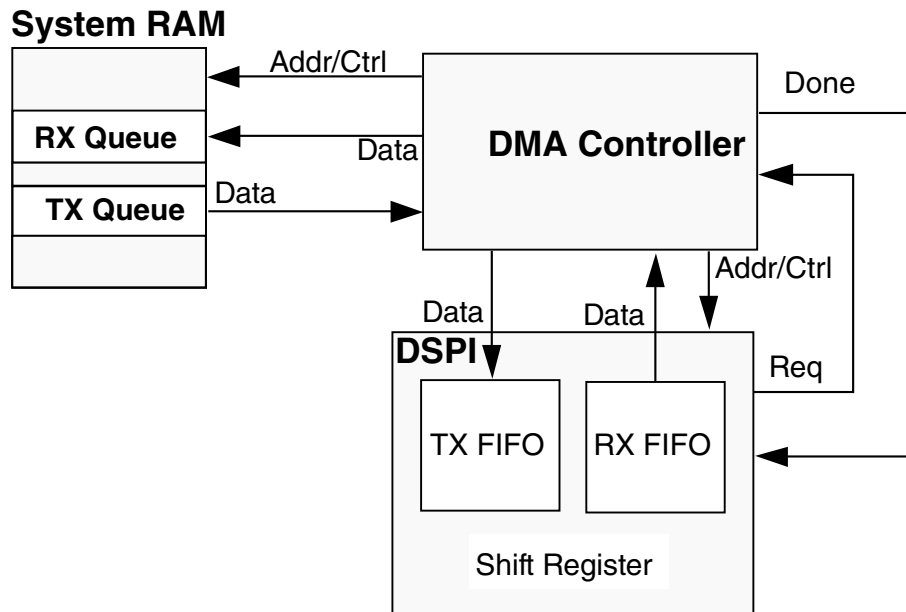 System RAM
Addr/Ctrl
Done
RX Queue
Data
DMA Controller
TX Queue
Data
Addr/Ctrl
Data
Data
DSPI
Req
TX FIFO
RX FIFO
Shift Register